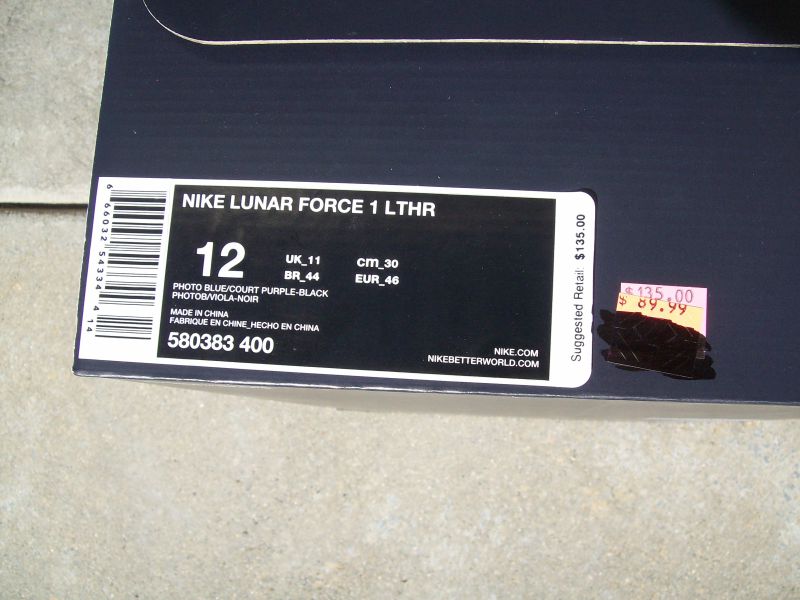 NIKE LUNAR FORCE 1 LTHR
12
UK_11
cm_30
BR_44
EUR_46
PHOTO BLUE/COURT PURPLE-BLACK
PHOTOB/VIOLA-NOIR
MADE IN CHINA
FABRIQUE EN CHINE_HECHO EN CHINA
580383 400
NIKE.COM
NIKEBETTERWORLD.COM
6 66032 54334 4 14
Suggested Retail: $135.00
$135.00
$ 89.99